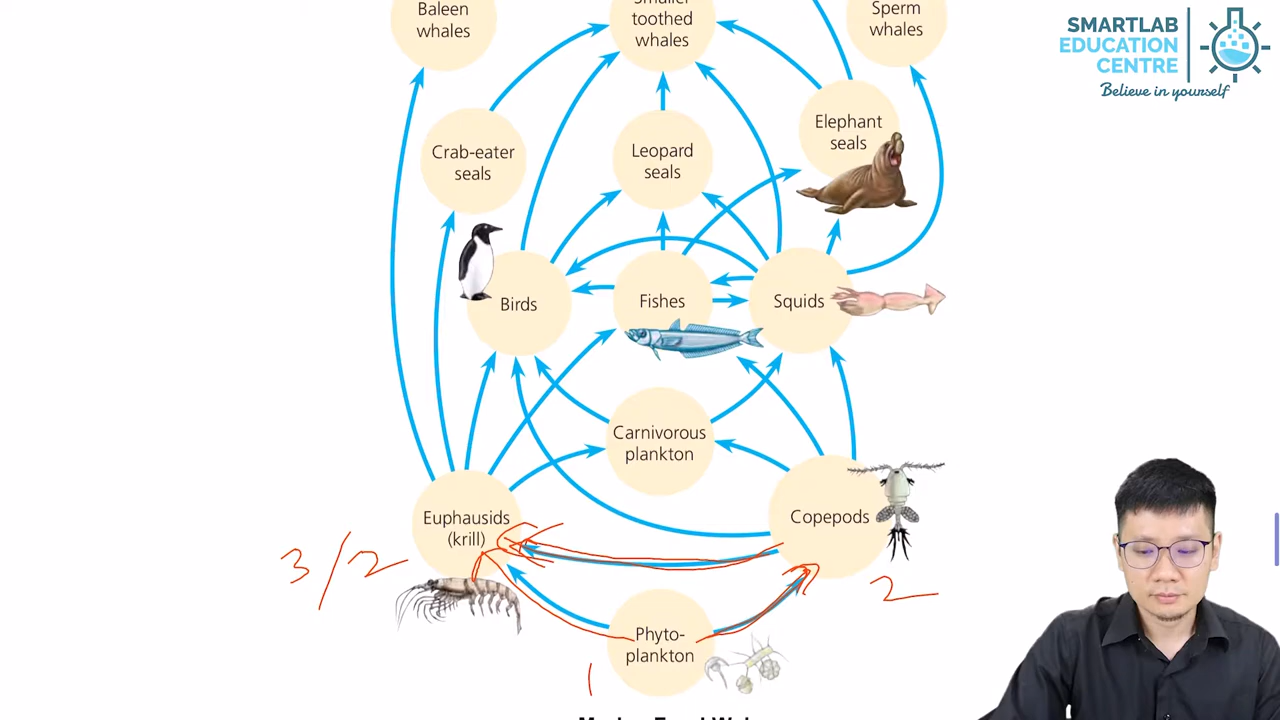 Baleen
whales
Smaller
toothed
whales
Sperm
whales
SMARTLAB
EDUCATION
CENTRE
Believe in yourself
Crab-eater
seals
Leopard
seals
Elephant
seals
Birds
Fishes
Squids
Carnivorous
plankton
Euphausids
(krill)
Copepods
3/2
2
Phyto-
plankton
1